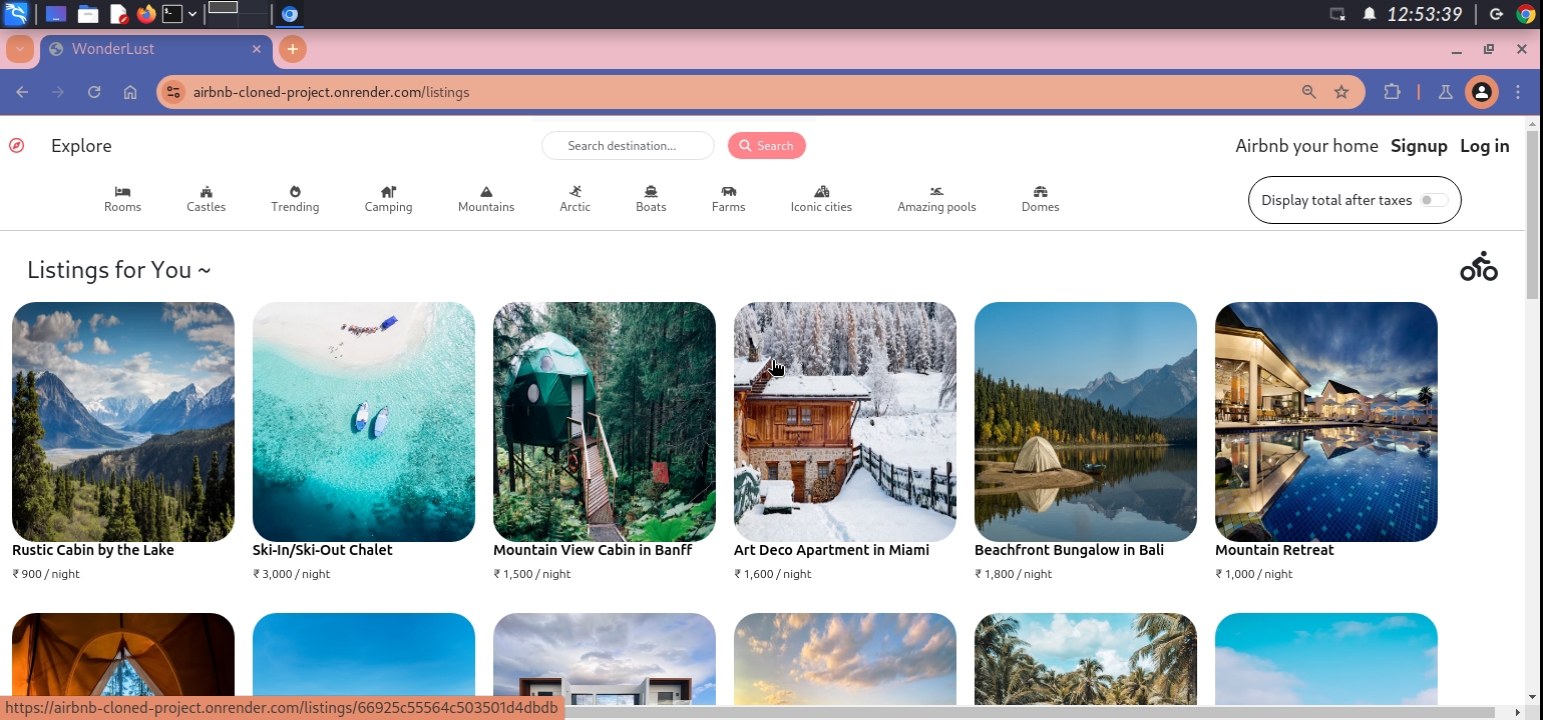 12:53:39
WonderLust
airbnb-cloned-project.onrender.com/listings
Explore
Search destination...
Search
Airbnb your home Signup Log in
Rooms Castles Trending Camping Mountains Arctic Boats Farms Iconic cities Amazing pools Domes
Display total after taxes
Listings for You ~
Rustic Cabin by the Lake
₹ 900 / night
Ski-In/Ski-Out Chalet
₹ 3,000 / night
Mountain View Cabin in Banff
₹ 1,500 / night
Art Deco Apartment in Miami
₹ 1,600 / night
Beachfront Bungalow in Bali
₹ 1,800 / night
Mountain Retreat
₹ 1,000 / night
https://airbnb-cloned-project.onrender.com/listings/66925c55564c503501d4dbdb